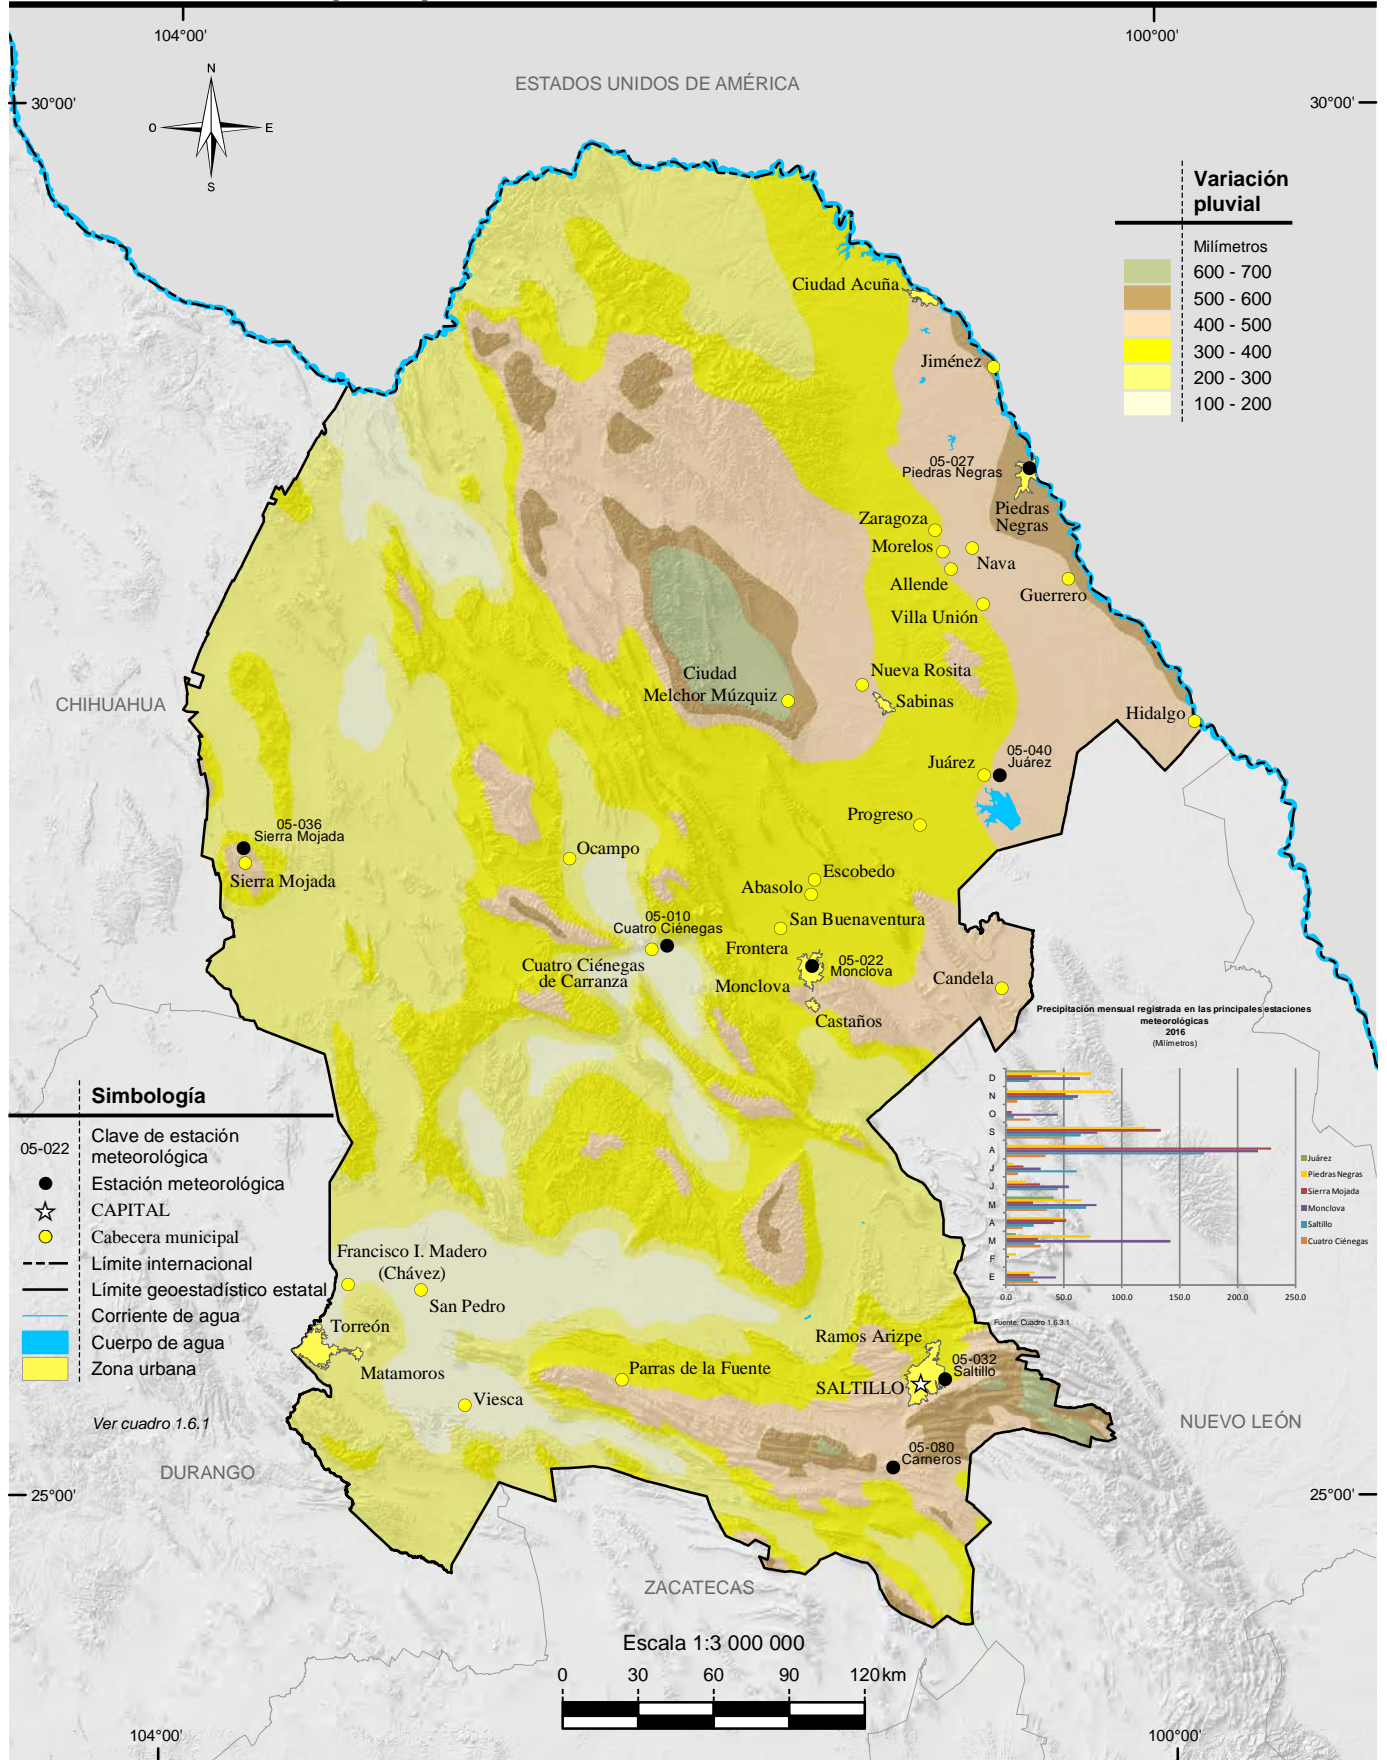 104°00'
100°00'
ESTADOS UNIDOS DE AMÉRICA
N
O
E
S
30°00'
30°00'
Variación
pluvial
Milímetros
600 - 700
500 - 600
400 - 500
300 - 400
200 - 300
100 - 200
Ciudad Acuña
Jiménez
05-027
Piedras Negras
Piedras
Negras
Zaragoza
Morelos
Nava
Allende
Guerrero
Villa Unión
Nueva Rosita
Ciudad
Melchor Múzquiz
Sabinas
CHIHUAHUA
Hidalgo
05-040
Juárez
Juárez
Progreso
05-036
Sierra Mojada
Sierra Mojada
Ocampo
Escobedo
Abasolo
05-010
Cuatro Ciénegas
San Buenaventura
Frontera
Cuatro Ciénegas
de Carranza
05-022
Monclova
Monclova
Candela
Castaños
Precipitación mensual registrada en las principales estaciones
meteorológicas
2016
(Milímetros)
D
N
O
S
A
J
J
M
A
M
F
E
0.0
50.0
100.0
150.0
200.0
250.0
Juárez
Piedras Negras
Sierra Mojada
Monclova
Saltillo
Cuatro Ciénegas
Fuente: Cuadro 1.6.3.1
Simbología
05-022
Clave de estación
meteorológica
Estación meteorológica
CAPITAL
Cabecera municipal
Límite internacional
Límite geoestadístico estatal
Corriente de agua
Cuerpo de agua
Zona urbana
Ver cuadro 1.6.1
Francisco I. Madero
(Chávez)
San Pedro
Torreón
Matamoros
Viesca
Parras de la Fuente
Ramos Arizpe
05-032
Saltillo
SALTILLO
05-080
Carneros
NUEVO LEÓN
DURANGO
25°00'
25°00'
ZACATECAS
Escala 1:3 000 000
0
30
60
90
120 km
104°00'
100°00'